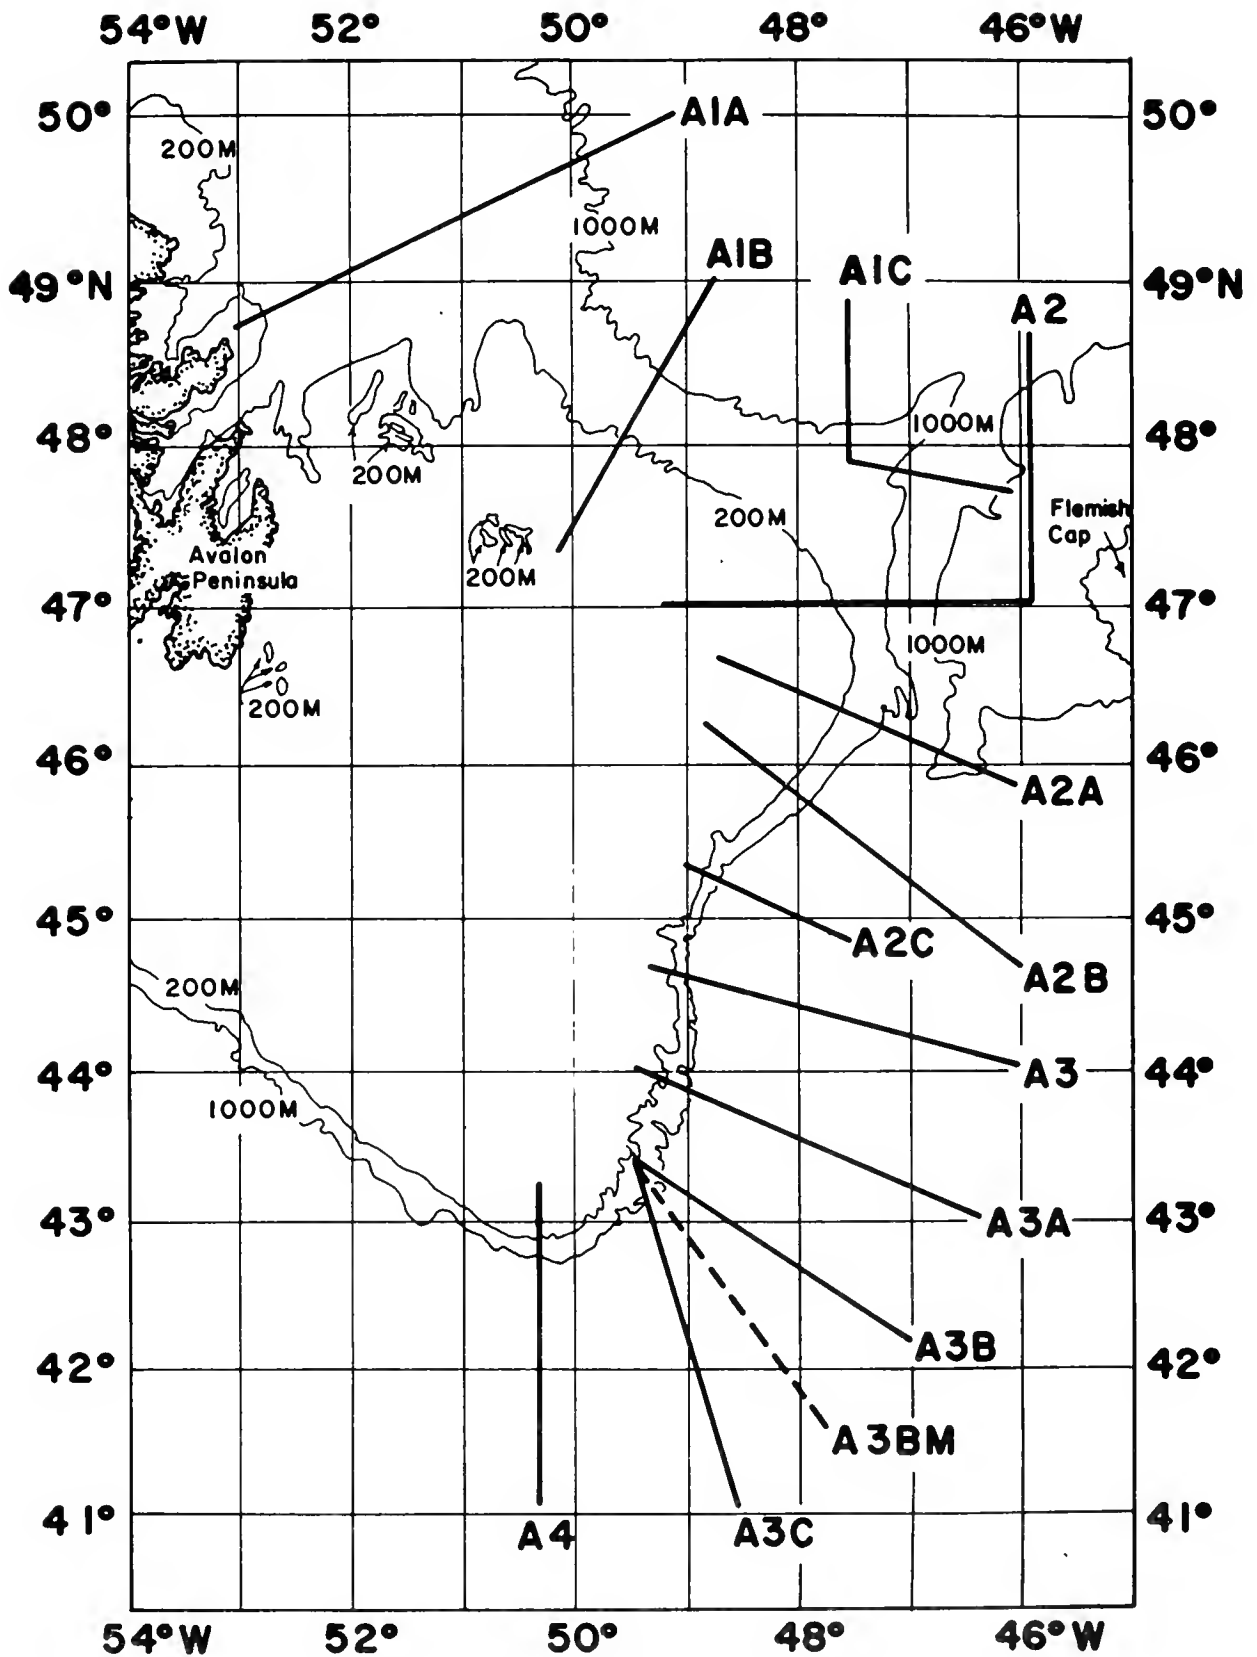 54°W 52° 50° 48° 46°W
50° A1A 50°
200M
1000M
A1B
A1C
49°N 49°N
A2
1000M
48° 48°
200M
200M
Flemish
Cap
Avalon
Peninsula
200M
47° 47°
1000M
200M
46° 46°
A2A
45° 45°
A2C
A2B
200M
44° A3 44°
1000M
43° A3A 43°
A3B
42° 42°
A3BM
41° 41°
A4 A3C
54°W 52° 50° 48° 46°W